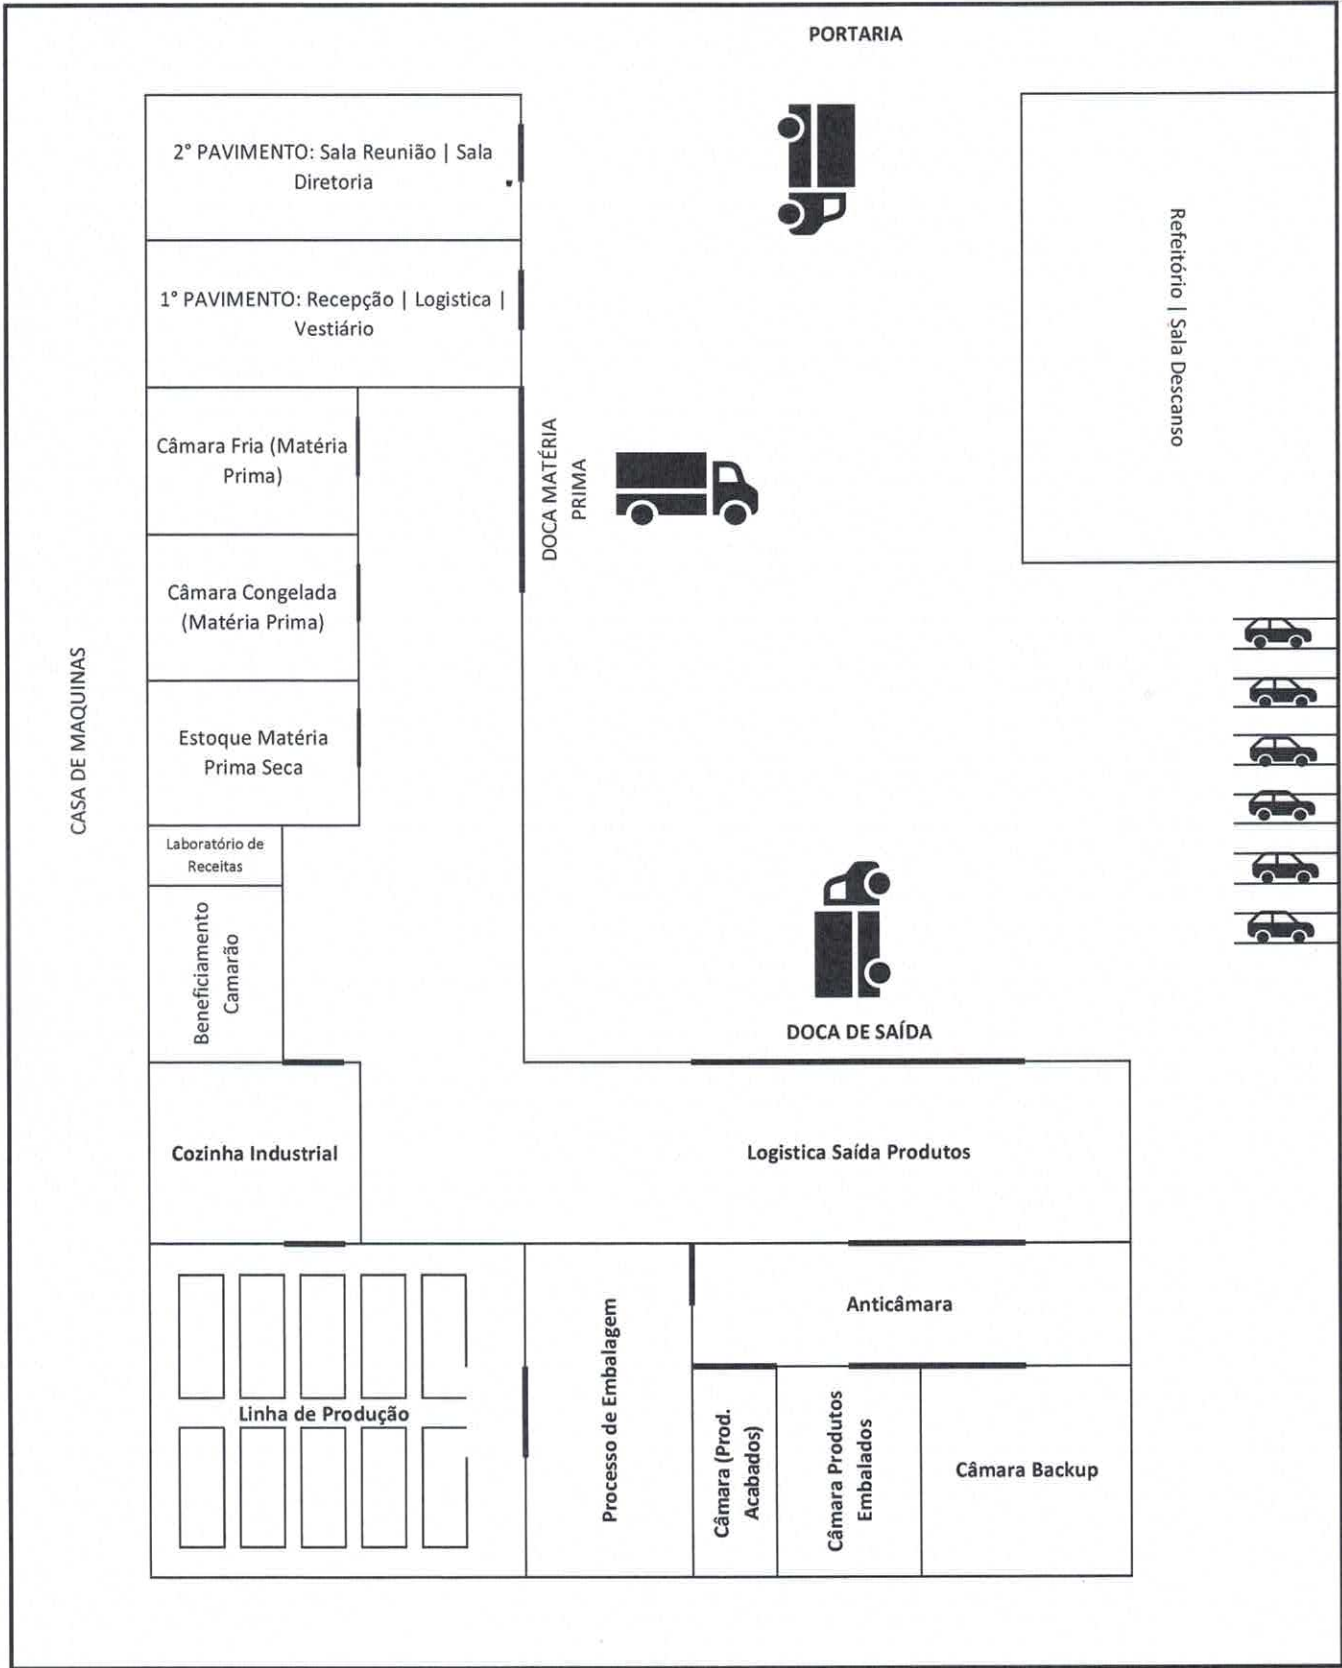 PORTARIA
2° PAVIMENTO: Sala Reunião | Sala
Diretoria
1° PAVIMENTO: Recepção | Logistica |
Vestiário
Refeitório | Sala Descanso
Câmara Fria (Matéria
Prima)
DOCA MATÉRIA
PRIMA
Câmara Congelada
(Matéria Prima)
CASA DE MAQUINAS
Estoque Matéria
Prima Seca
Laboratório de
Receitas
Beneficiamento
Camarão
DOCA DE SAÍDA
Cozinha Industrial
Logistica Saída Produtos
Linha de Produção
Processo de Embalagem
Anticâmara
Câmara (Prod.
Acabados)
Câmara Produtos
Embalados
Câmara Backup